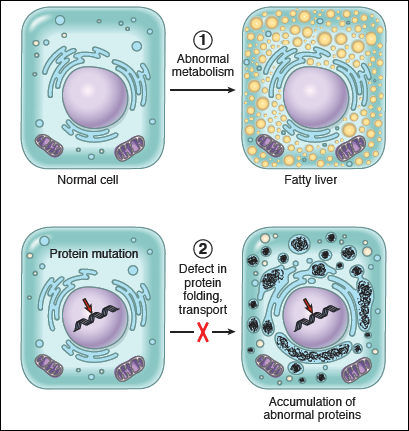 1
Abnormal
metabolism
Normal cell
Fatty liver
Protein mutation
2
Defect in
protein
folding,
transport
Accumulation of
abnormal proteins